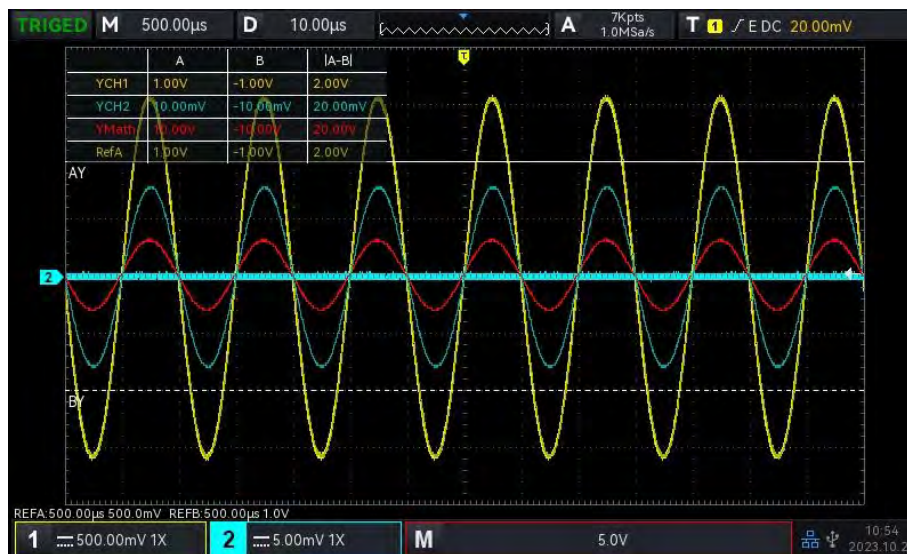 TRIGED M 500.00μs D 10.00μs A 7Kpts 1.0MSa/s T 1 E DC 20.00mV
T
A B |A-B|
YCH1 1.00V -1.00V 2.00V
YCH2 10.00mV -10.00mV 20.00mV
YMath 10.00V -10.00V 20.00V
RefA 1.00V -1.00V 2.00V
AY
2
BY
REFA:500.00μs 500.0mV REFB:500.00μs 1.0V
1 500.00mV 1X 2 5.00mV 1X M 5.0V 10:54
2023.10.2